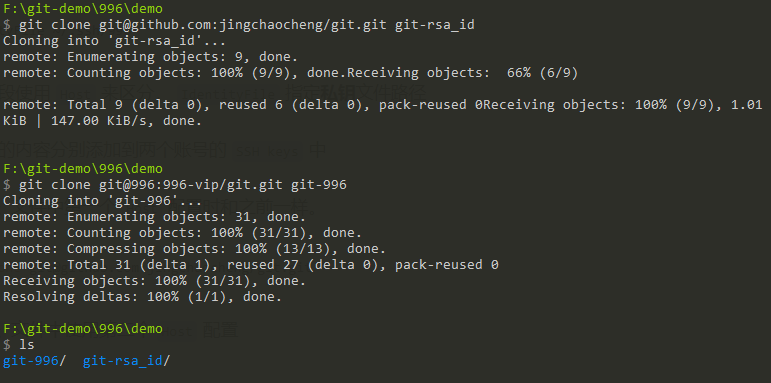 F:\git-demo\996\demo
$ git clone git@github.com:jingchaocheng/git.git git-rsa_id
Cloning into 'git-rsa_id'...
remote: Enumerating objects: 9, done.
remote: Counting objects: 100% (9/9), done.Receiving objects:  66% (6/9)
remote: Total 9 (delta 0), reused 6 (delta 0), pack-reused 0Receiving objects: 100% (9/9), 1.01
KiB | 147.00 KiB/s, done.
F:\git-demo\996\demo
$ git clone git@996:996-vip/git.git git-996
Cloning into 'git-996'...
remote: Enumerating objects: 31, done.
remote: Counting objects: 100% (31/31), done.
remote: Compressing objects: 100% (13/13), done.
remote: Total 31 (delta 1), reused 27 (delta 0), pack-reused 0
Receiving objects: 100% (31/31), done.
Resolving deltas: 100% (1/1), done.
F:\git-demo\996\demo
$ ls
git-996/  git-rsa_id/